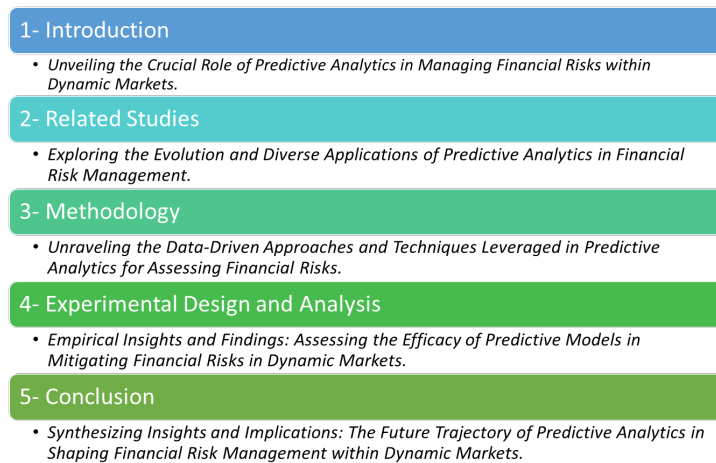 1- Introduction
• Unveiling the Crucial Role of Predictive Analytics in Managing Financial Risks within
Dynamic Markets.
2- Related Studies
• Exploring the Evolution and Diverse Applications of Predictive Analytics in Financial
Risk Management.
3- Methodology
• Unraveling the Data-Driven Approaches and Techniques Leveraged in Predictive
Analytics for Assessing Financial Risks.
4- Experimental Design and Analysis
• Empirical Insights and Findings: Assessing the Efficacy of Predictive Models in
Mitigating Financial Risks in Dynamic Markets.
5- Conclusion
• Synthesizing Insights and Implications: The Future Trajectory of Predictive Analytics in
Shaping Financial Risk Management within Dynamic Markets.